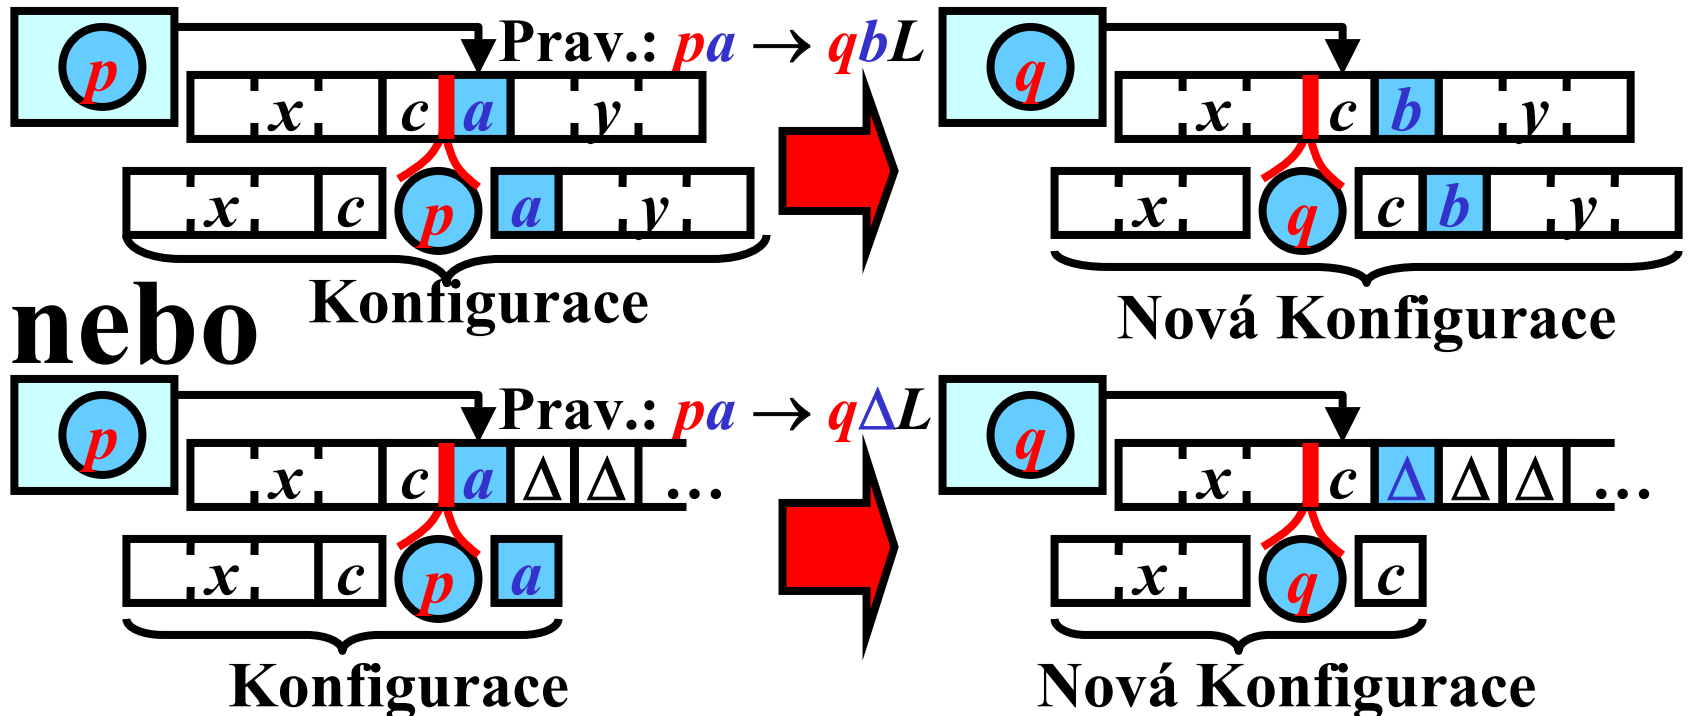 p Prav.: pa → qbL q
x c a y x c b y
x c p a y x q c b y
Konfigurace Nová Konfigurace
nebo
p Prav.: pa → qΔL q
x c a Δ Δ … x c Δ Δ Δ …
x c p a x q c
Konfigurace Nová Konfigurace